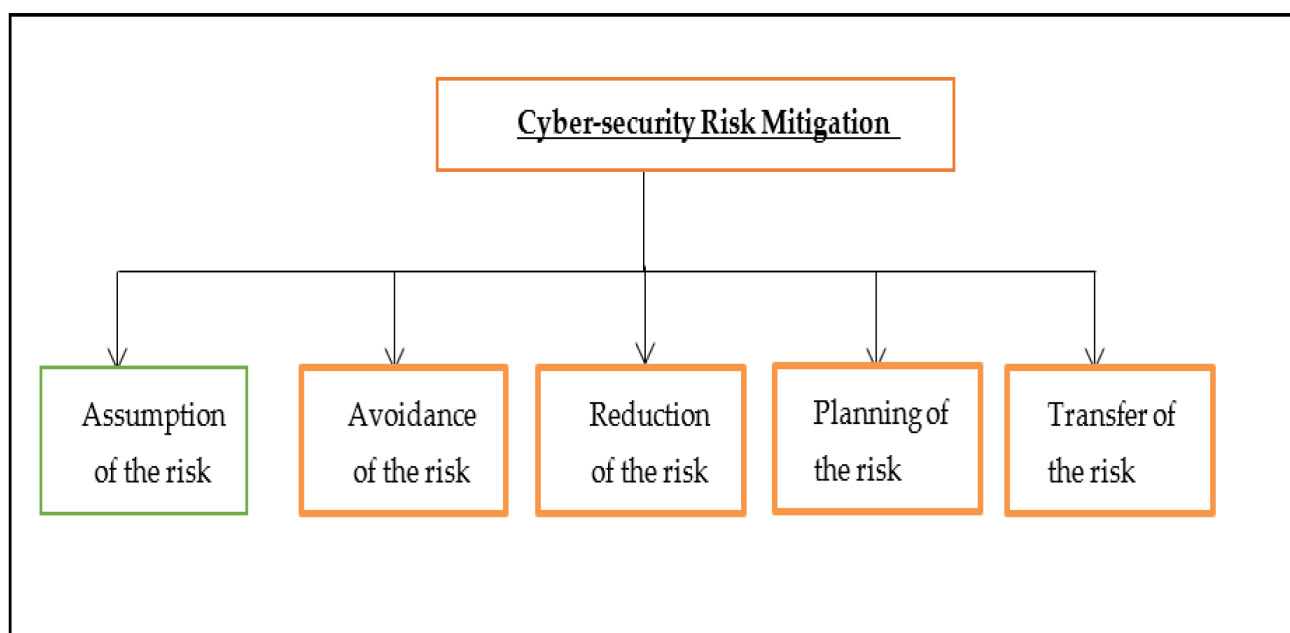 Cyber-security Risk Mitigation
Assumption
of the risk
Avoidance
of the risk
Reduction
of the risk
Planning of
the risk
Transfer of
the risk